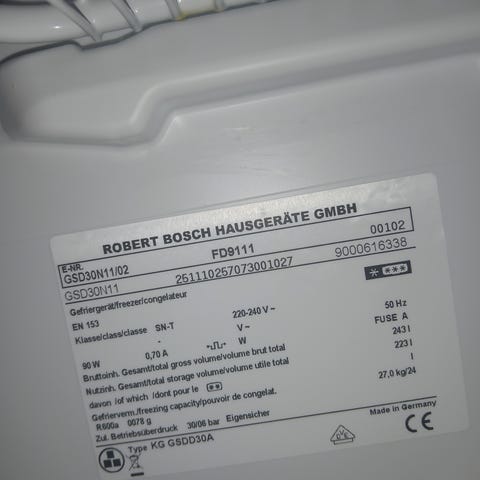 ROBERT BOSCH HAUSGERÄTE GMBH
E-NR. GSD30N11/02 FD9111 00102
GSD30N11 251110257073001027 9000616338
Gefriergerät/freezer/congelateur
EN 153
Klasse/class/classe SN-T 220-240 V ~ 50 Hz
- V ~ FUSE A
90 W 0,70 A W
Bruttoinh. Gesamt/total gross volume/volume brut total 243 l
Nutzinh. Gesamt/total storage volume/volume utile total 223 l
davon /of which /dont pour le l
Gefrierverm./freezing capacity/pouvoir de congelat. 27,0 kg/24
R600a 0078 g
Zul. Betriebsüberdruck 30/06 bar Eigensicher
Type KG GSDD30A VDE Made in Germany
CE